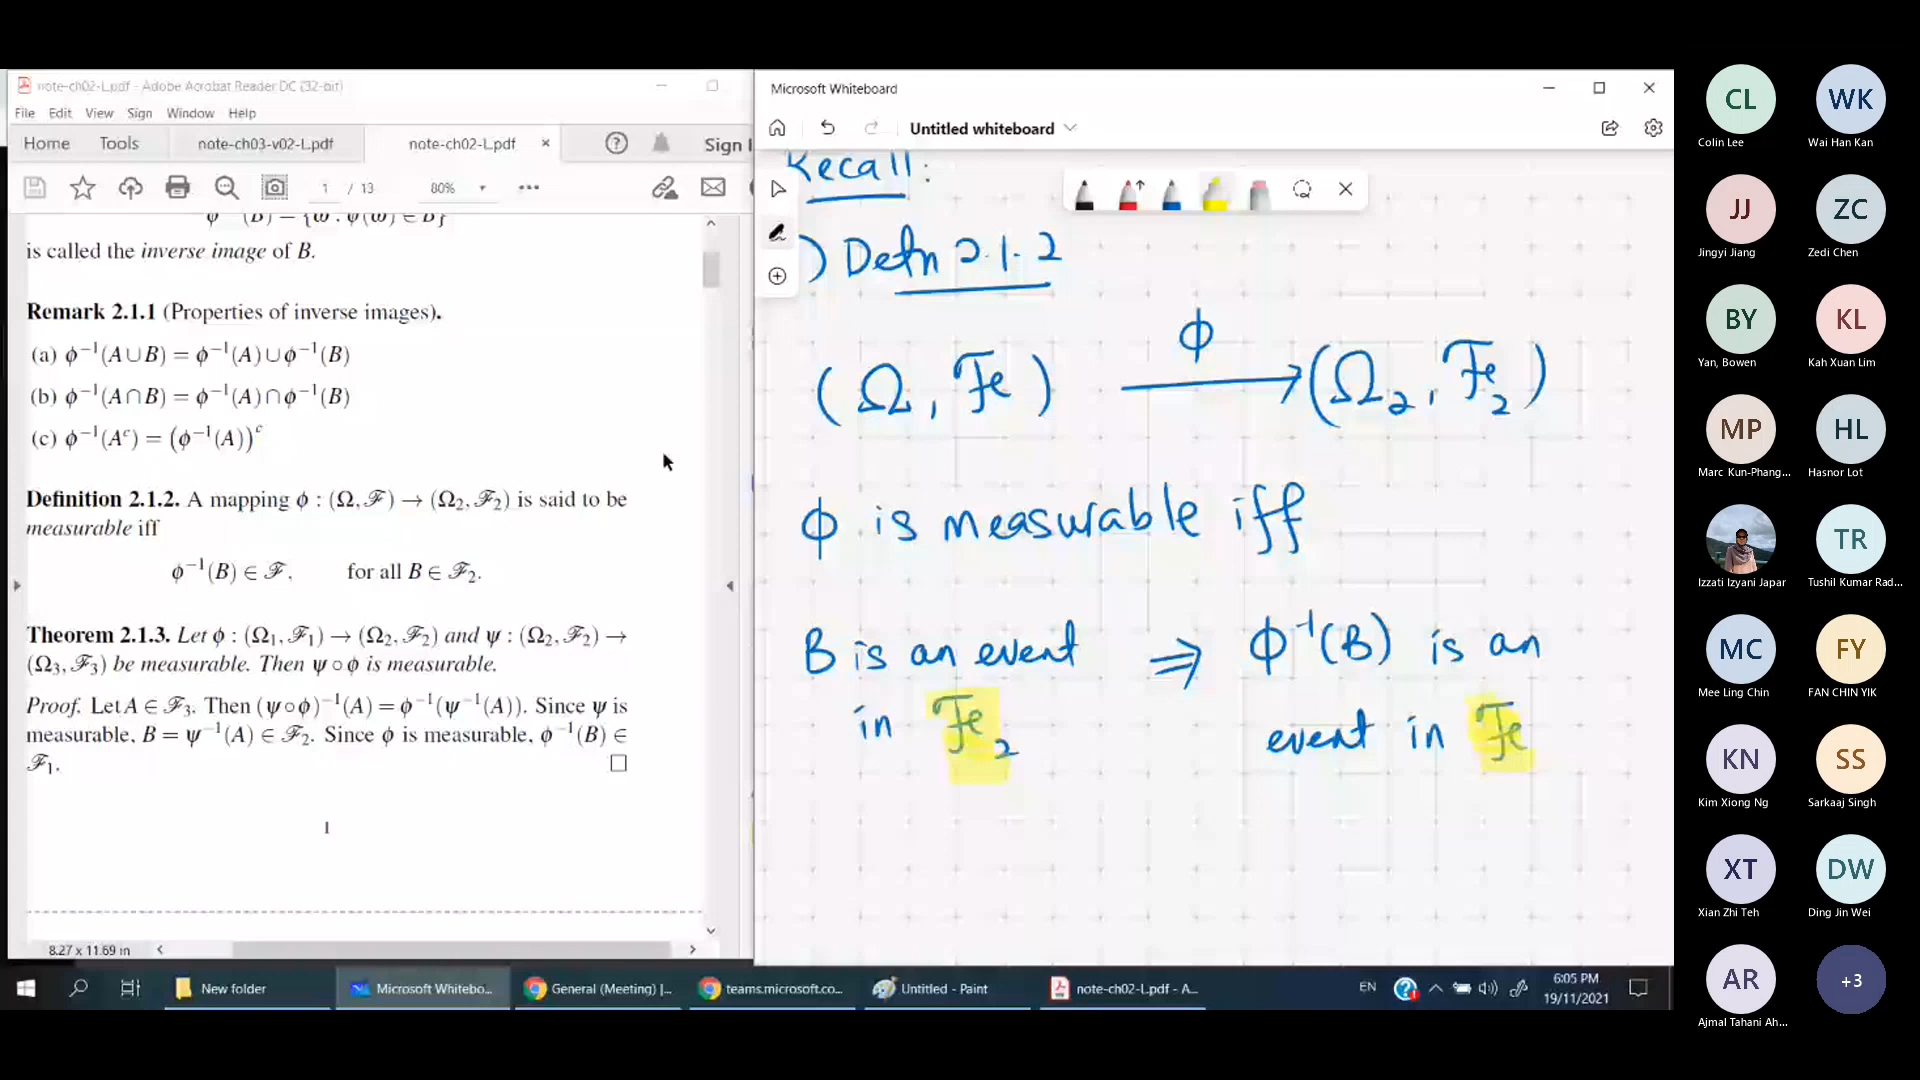 note-ch02-L.pdf - Adobe Acrobat Reader DC (32-bit)
File Edit View Sign Window Help
Home Tools note-ch03-v02-L.pdf note-ch02-L.pdf × Sign I
1 / 13 80%
ϕ⁻¹(B) = {ω : ψ(ω) ∈ B}
is called the inverse image of B.
Remark 2.1.1 (Properties of inverse images).
(a) ϕ⁻¹(A∪B) = ϕ⁻¹(A)∪ϕ⁻¹(B)
(b) ϕ⁻¹(A∩B) = ϕ⁻¹(A)∩ϕ⁻¹(B)
(c) ϕ⁻¹(Aᶜ) = (ϕ⁻¹(A))ᶜ
Definition 2.1.2. A mapping ϕ : (Ω, ℱ) → (Ω₂, ℱ₂) is said to be
measurable iff
ϕ⁻¹(B) ∈ ℱ, for all B ∈ ℱ₂.
Theorem 2.1.3. Let ϕ : (Ω₁, ℱ₁) → (Ω₂, ℱ₂) and ψ : (Ω₂, ℱ₂) →
(Ω₃, ℱ₃) be measurable. Then ψ ∘ ϕ is measurable.
Proof. Let A ∈ ℱ₃. Then (ψ∘ϕ)⁻¹(A) = ϕ⁻¹(ψ⁻¹(A)). Since ψ is
measurable, B = ψ⁻¹(A) ∈ ℱ₂. Since ϕ is measurable, ϕ⁻¹(B) ∈
ℱ₁. □
1
8.27 x 11.69 in
Microsoft Whiteboard
Untitled whiteboard
Recall:
) Defn 2.1.2
ϕ
(Ω, ℱ) → (Ω₂, ℱ₂)
ϕ is measurable iff
B is an event ⇒ ϕ⁻¹(B) is an
in ℱ₂ event in ℱ
CL WK
Colin Lee Wai Han Kan
JJ ZC
Jingyi Jiang Zedi Chen
BY KL
Yan, Bowen Kah Xuan Lim
MP HL
Marc Kun-Phang... Hasnor Lot
TR
Izzati Izyani Japar Tushil Kumar Rad...
MC FY
Mee Ling Chin FAN CHIN YIK
KN SS
Kim Xiong Ng Sarkaaj Singh
XT DW
Xian Zhi Teh Ding Jin Wei
AR +3
Ajmal Tahani Ah...
New folder Microsoft Whitebo... General (Meeting) |... teams.microsoft.co... Untitled - Paint note-ch02-L.pdf - A... EN 6:05 PM
19/11/2021